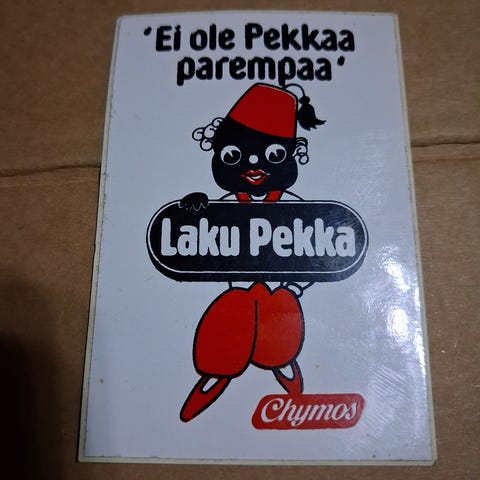 'Ei ole Pekkaa
parempaa'
Laku Pekka
Chymos